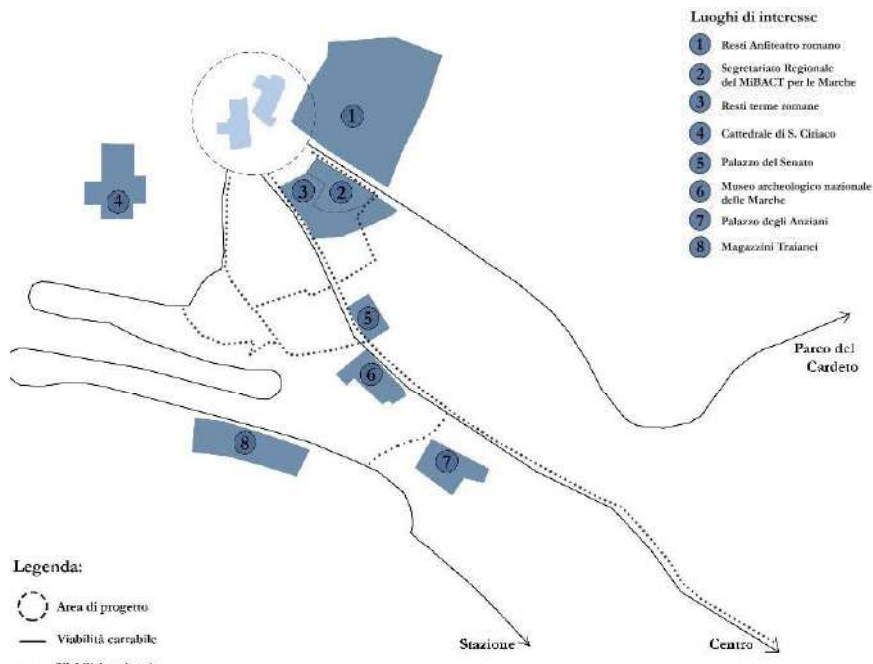 Luoghi di interesse
1 Resti Anfiteatro romano
2 Segretariato Regionale
del MiBACT per le Marche
3 Resti terme romane
4 Cattedrale di S. Ciriaco
5 Palazzo del Senato
6 Museo archeologico nazionale
delle Marche
7 Palazzo degli Anziani
8 Magazzini Traianei
1
3 2
4
5
Parco del
Cardeto
6
8
7
Legenda:
Area di progetto
Viabilità carrabile
Stazione
Centro